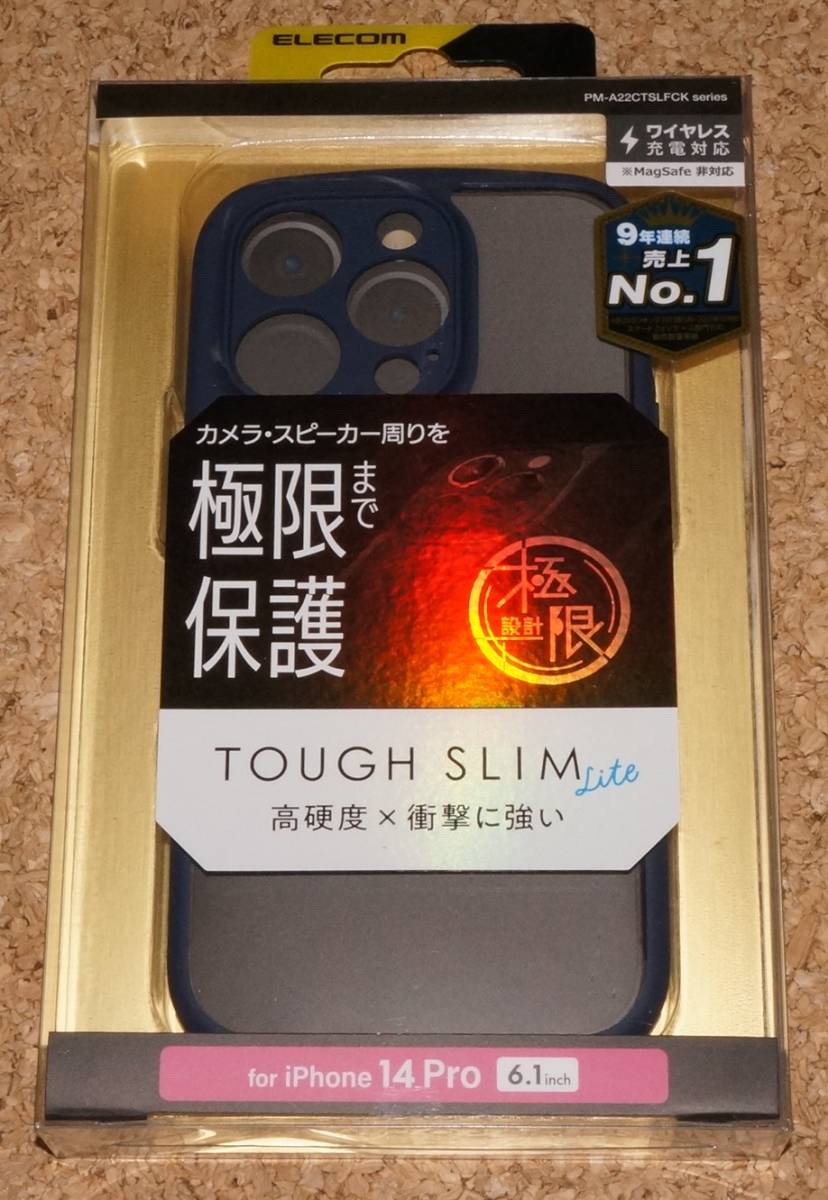 ELECOM
PM-A22CTSLFCK series
ワイヤレス
充電対応
※MagSafe 非対応
9年連続
売上
No.1
カメラ・スピーカー周りを
極限まで
保護
極限
設計
TOUGH SLIM Lite
高硬度×衝撃に強い
for iPhone 14 Pro 6.1inch